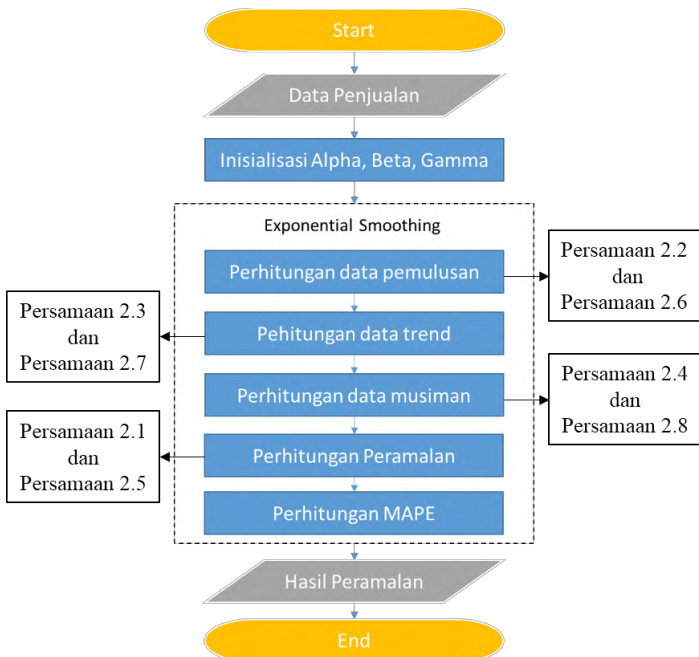 Start
Data Penjualan
Inisialisasi Alpha, Beta, Gamma
Exponential Smoothing
Perhitungan data pemulusan
Persamaan 2.2
dan
Persamaan 2.6
Pehitungan data trend
Persamaan 2.3
dan
Persamaan 2.7
Perhitungan data musiman
Persamaan 2.4
dan
Persamaan 2.8
Perhitungan Peramalan
Persamaan 2.1
dan
Persamaan 2.5
Perhitungan MAPE
Hasil Peramalan
End